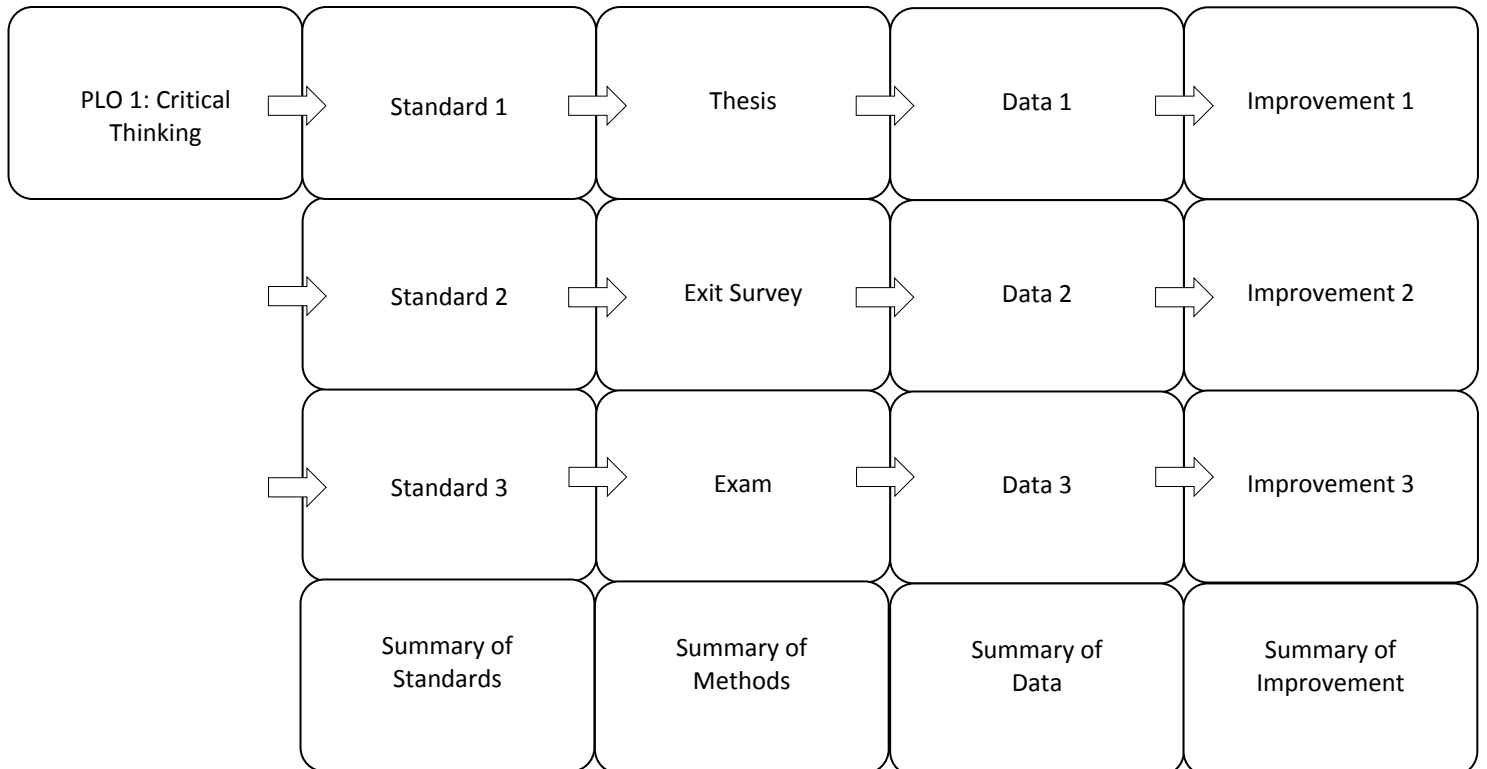 PLO 1: Critical
Thinking
Standard 1
Thesis
Data 1
Improvement 1
Standard 2
Exit Survey
Data 2
Improvement 2
Standard 3
Exam
Data 3
Improvement 3
Summary of
Standards
Summary of
Methods
Summary of
Data
Summary of
Improvement